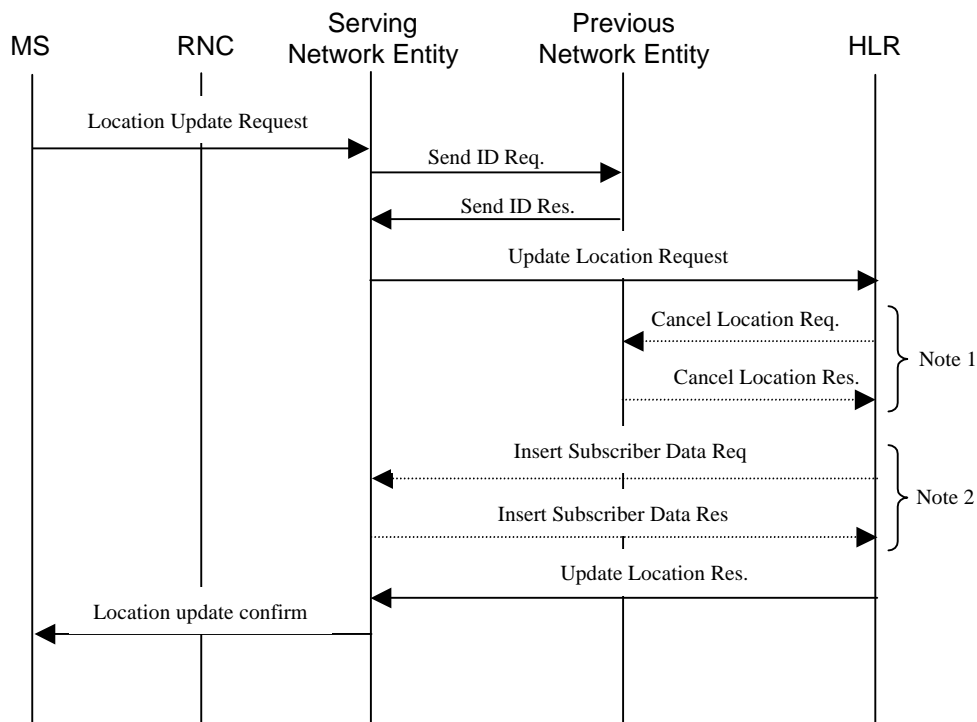 MS
RNC
Serving
Network Entity
Previous
Network Entity
HLR
Location Update Request
Send ID Req.
Send ID Res.
Update Location Request
Cancel Location Req.
Note 1
Cancel Location Res.
Insert Subscriber Data Req
Note 2
Insert Subscriber Data Res
Update Location Res.
Location update confirm